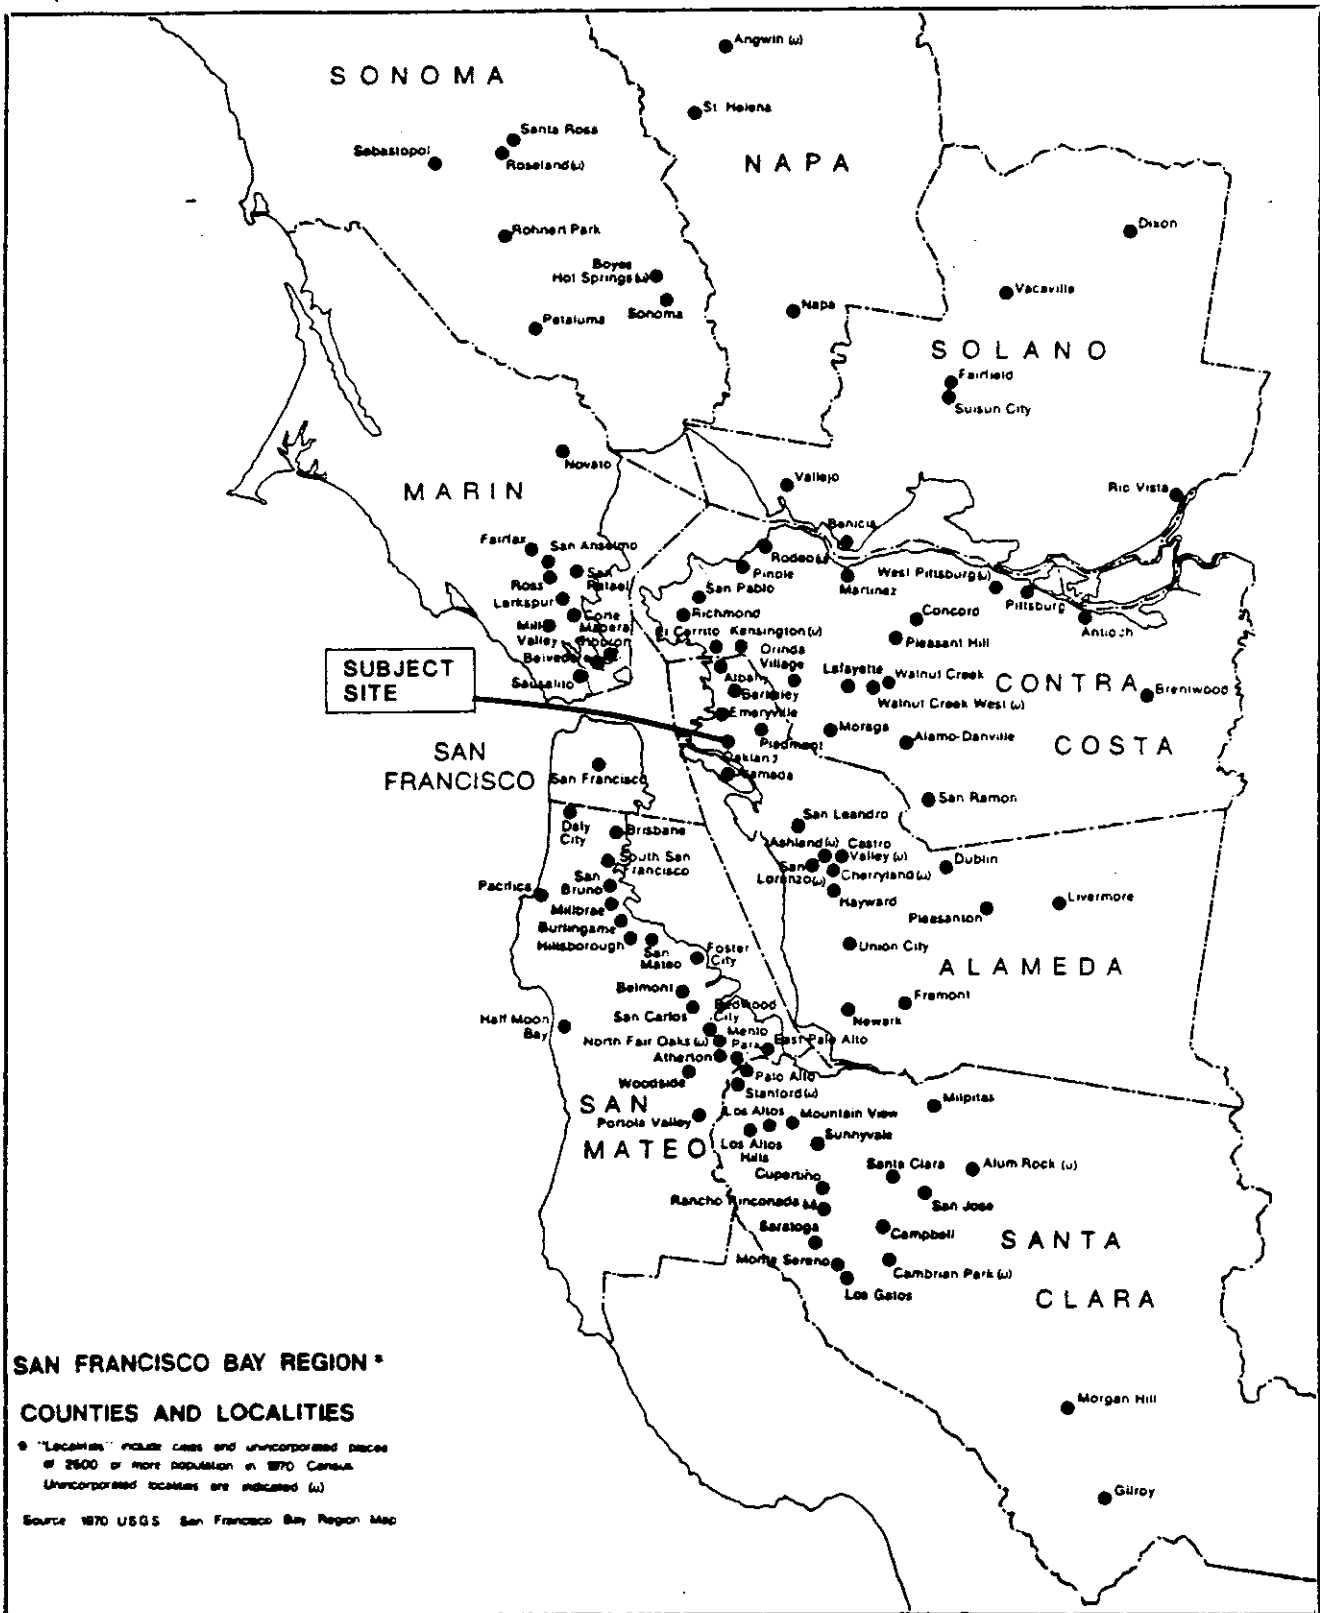 Angwin (u)
SONOMA
St. Helena
Santa Rosa
Sebastopol
Roseland (u)
NAPA
Dixon
Rohnert Park
Boyes
Hot Springs (u)
Sonoma
Vacaville
Napa
Petaluma
SOLANO
Fairfield
Suisun City
Novato
Vallejo
MARIN
Rio Vista
Benicia
Fairfax
San Anselmo
Rodeo (u)
Pinole
San
Rafael
Ross
West Pittsburg (u)
Martinez
Pittsburg
San Pablo
Larkspur
Richmond
Corte
Madera
Concord
Antioch
Mill
Valley
Pleasant Hill
El Cerrito
Kensington (u)
Tiburon
Orinda
Village
SUBJECT
SITE
Albany
Lafayette
Walnut Creek
CONTRA
Brentwood
Sausalito
Berkeley
Walnut Creek West (u)
Emeryville
Piedmont
Moraga
Alamo-Danville
COSTA
SAN
FRANCISCO
Oakland
San Francisco
Alameda
San Ramon
Daly
City
Brisbane
San Leandro
Ashland (u)
Castro
Valley (u)
South San
Francisco
San
Lorenzo (u)
Dublin
Cherryland (u)
San
Bruno
Pacifica
Hayward
Livermore
Millbrae
Pleasanton
Burlingame
Hillsborough
Union City
San
Mateo
Foster
City
ALAMEDA
Belmont
Fremont
Redwood
City
San Carlos
Newark
Half Moon
Bay
Menlo
Park
North Fair Oaks (u)
East Palo Alto
Atherton
Woodside
Palo Alto
Stanford (u)
SAN
MATEO
Milpitas
Portola Valley
Los Altos
Mountain View
Sunnyvale
Los Altos
Hills
Santa Clara
Alum Rock (u)
Cupertino
San Jose
Rancho Rinconada (u)
Saratoga
Campbell
SANTA
CLARA
Monte Sereno
Cambrian Park (u)
Los Gatos
Morgan Hill
Gilroy
SAN FRANCISCO BAY REGION *
COUNTIES AND LOCALITIES
* "Localities" include cities and unincorporated places
of 2500 or more population in 1970 Census.
Unincorporated localities are indicated (u)
Source 1970 USGS San Francisco Bay Region Map